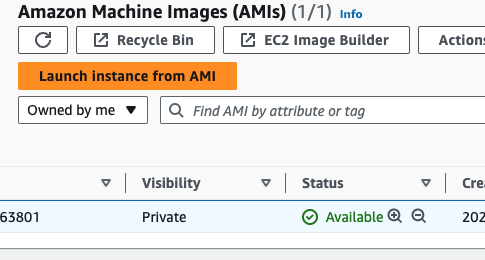 Amazon Machine Images (AMIs) (1/1) Info
Recycle Bin EC2 Image Builder Actions
Launch instance from AMI
Owned by me Find AMI by attribute or tag
Visibility Status Cre
63801 Private Available 202